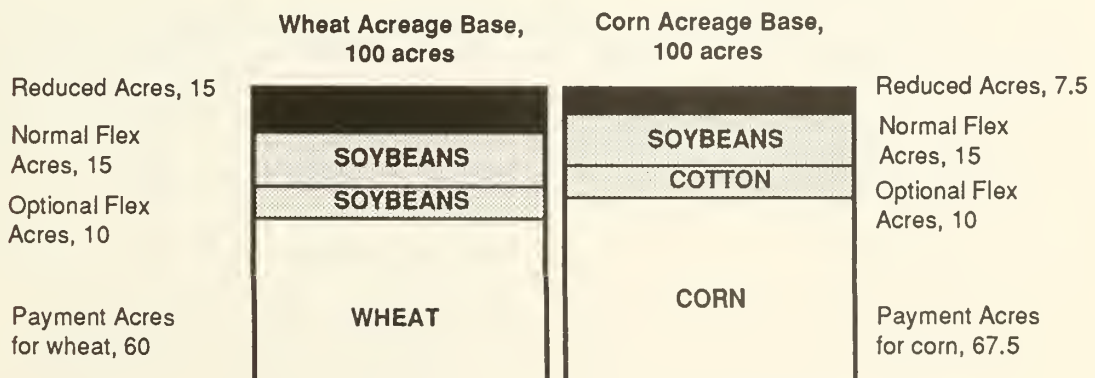 Wheat Acreage Base,
100 acres
Corn Acreage Base,
100 acres
Reduced Acres, 15
Normal Flex
Acres, 15
Optional Flex
Acres, 10
Payment Acres
for wheat, 60
SOYBEANS
SOYBEANS
WHEAT
SOYBEANS
COTTON
CORN
Reduced Acres, 7.5
Normal Flex
Acres, 15
Optional Flex
Acres, 10
Payment Acres
for corn, 67.5